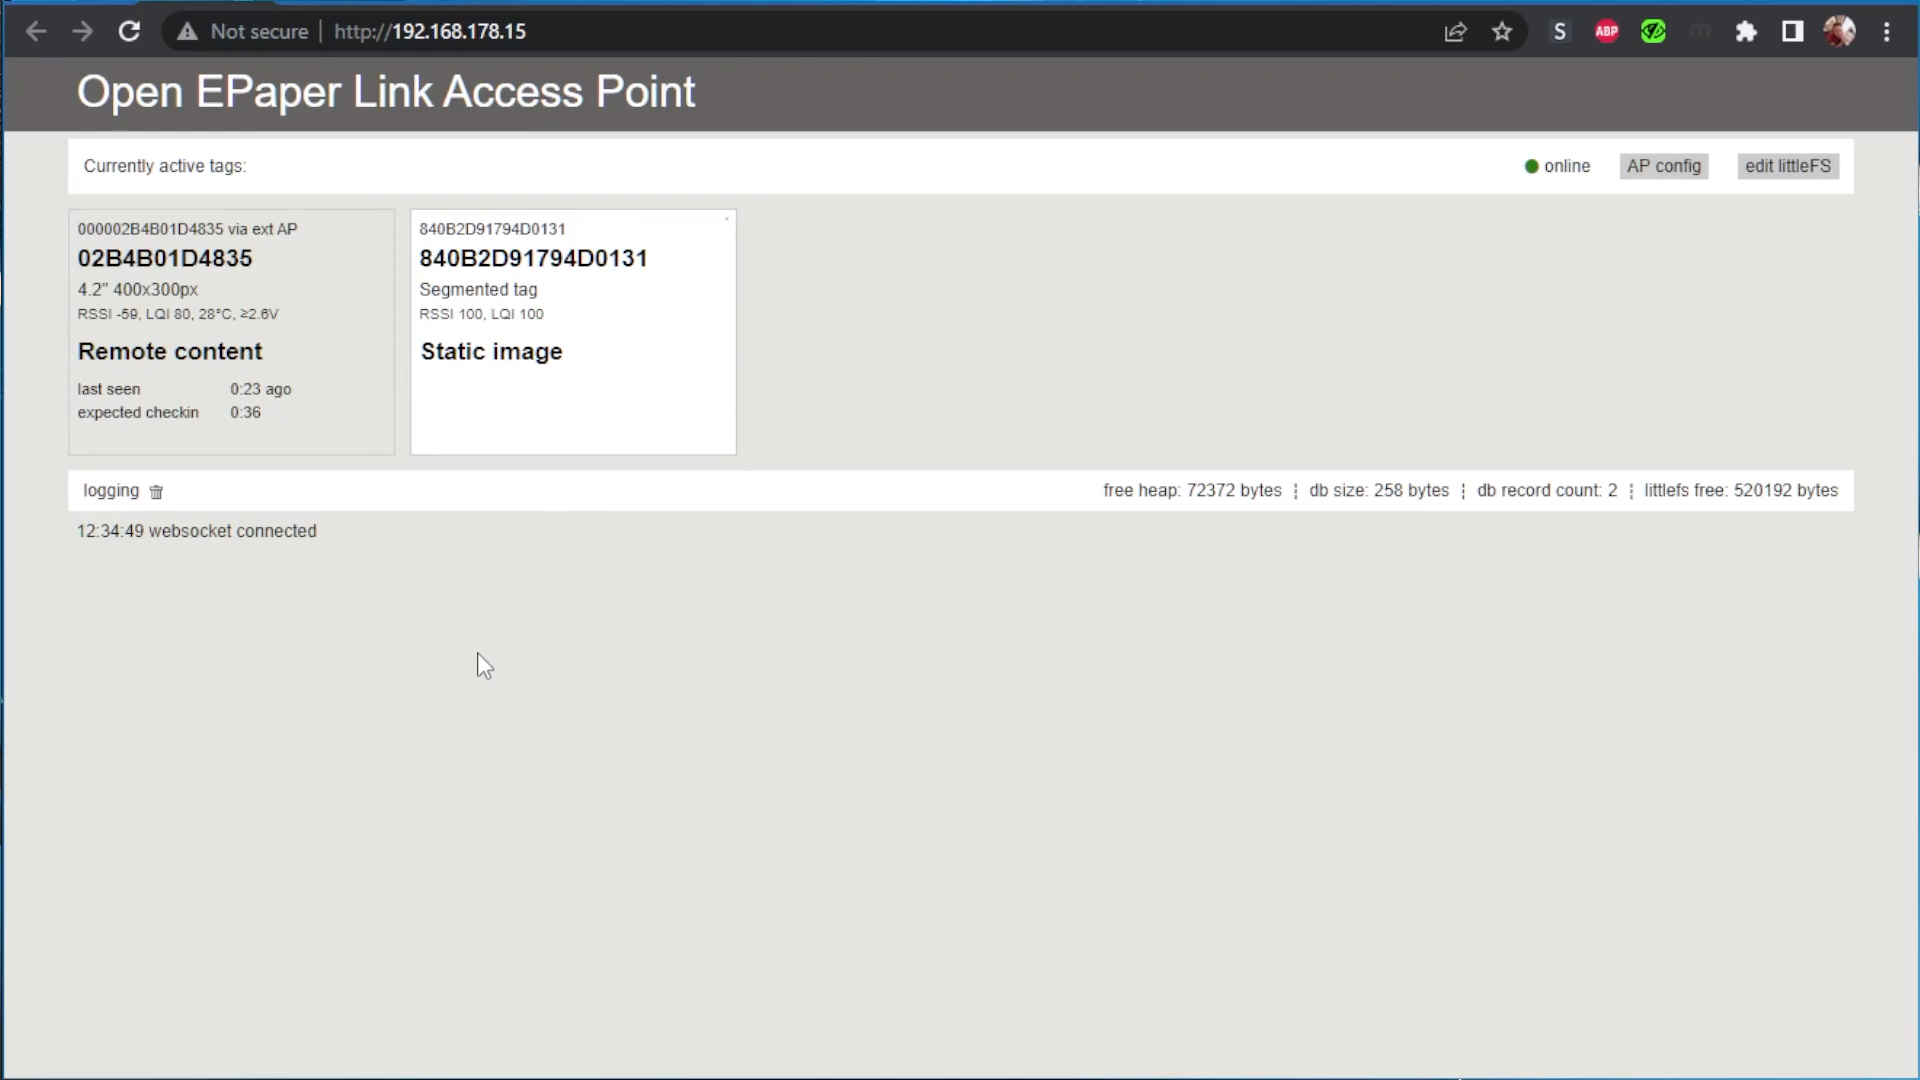 Not secure | http://192.168.178.15
S ABP m
Open EPaper Link Access Point
Currently active tags:
online AP config edit littleFS
000002B4B01D4835 via ext AP
02B4B01D4835
4.2" 400x300px
RSSI -59, LQI 80, 28°C, ≥2.6V
Remote content
last seen 0:23 ago
expected checkin 0:36
840B2D91794D0131
840B2D91794D0131
Segmented tag
RSSI 100, LQI 100
Static image
logging
free heap: 72372 bytes ¦ db size: 258 bytes ¦ db record count: 2 ¦ littlefs free: 520192 bytes
12:34:49 websocket connected